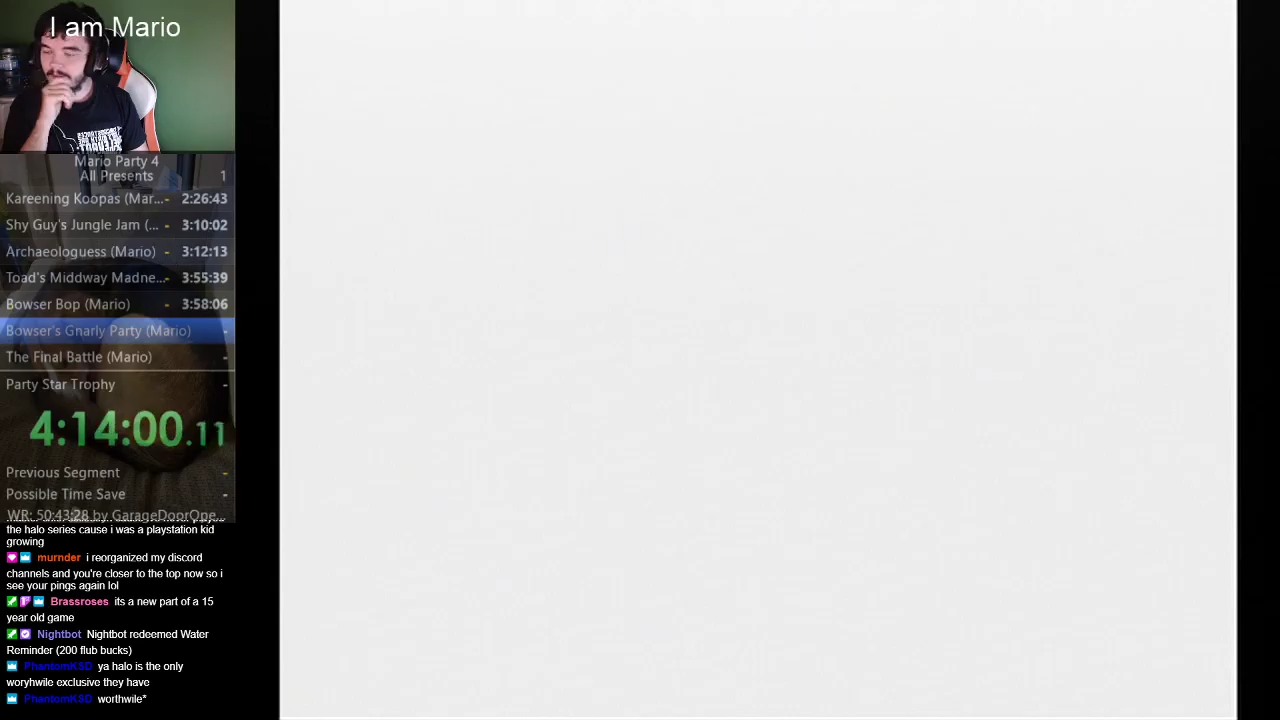 I am Mario
Mario Party 4
All Presents 1
Kareening Koopas (Mar... - 2:26:43
Shy Guy's Jungle Jam (... - 3:10:02
Archaeologuess (Mario) - 3:12:13
Toad's Middway Madne... - 3:55:39
Bowser Bop (Mario) - 3:58:06
Bowser's Gnarly Party (Mario) -
The Final Battle (Mario) -
Party Star Trophy -
4:14:00.11
Previous Segment -
Possible Time Save -
WR: 50:43:28 by GarageDoorOpe...
the halo series cause i was a playstation kid
growing
murnder i reorganized my discord
channels and you're closer to the top now so i
see your pings again lol
Brassroses its a new part of a 15
year old game
Nightbot Nightbot redeemed Water
Reminder (200 flub bucks)
PhantomK3D ya halo is the only
woryhwile exclusive they have
PhantomK3D worthwile*